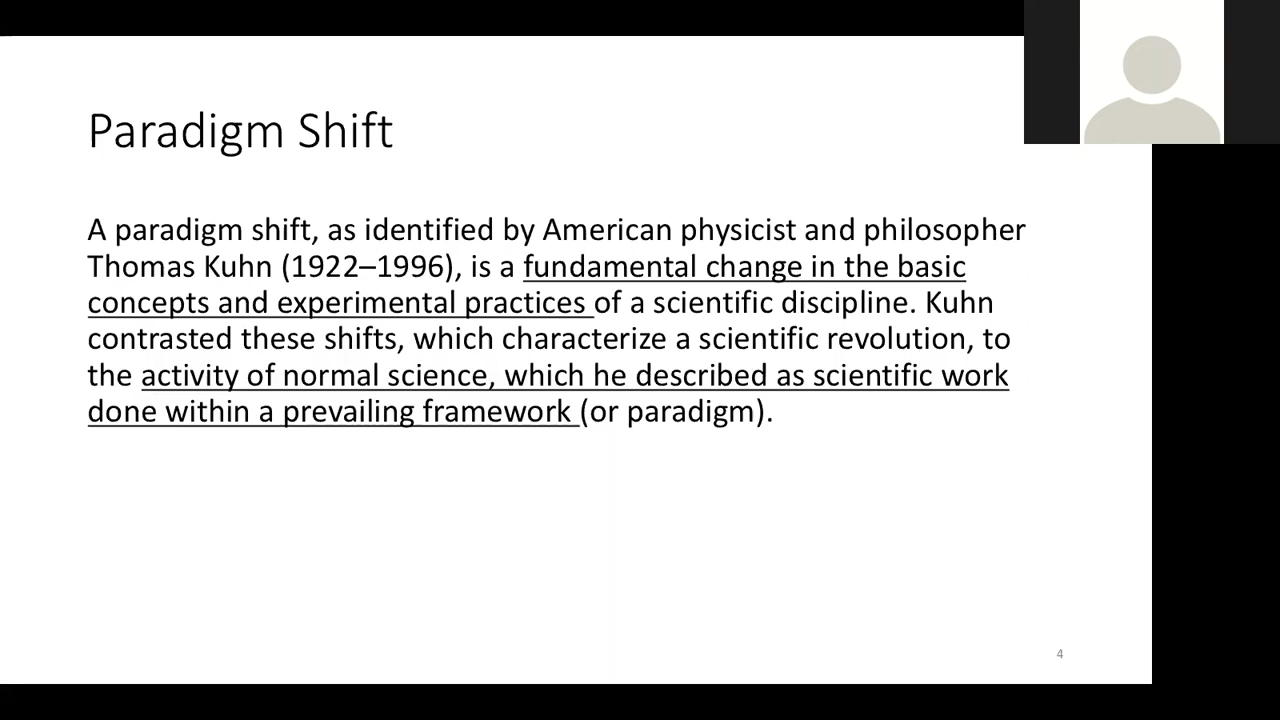 Paradigm Shift
A paradigm shift, as identified by American physicist and philosopher
Thomas Kuhn (1922–1996), is a fundamental change in the basic
concepts and experimental practices of a scientific discipline. Kuhn
contrasted these shifts, which characterize a scientific revolution, to
the activity of normal science, which he described as scientific work
done within a prevailing framework (or paradigm).
4